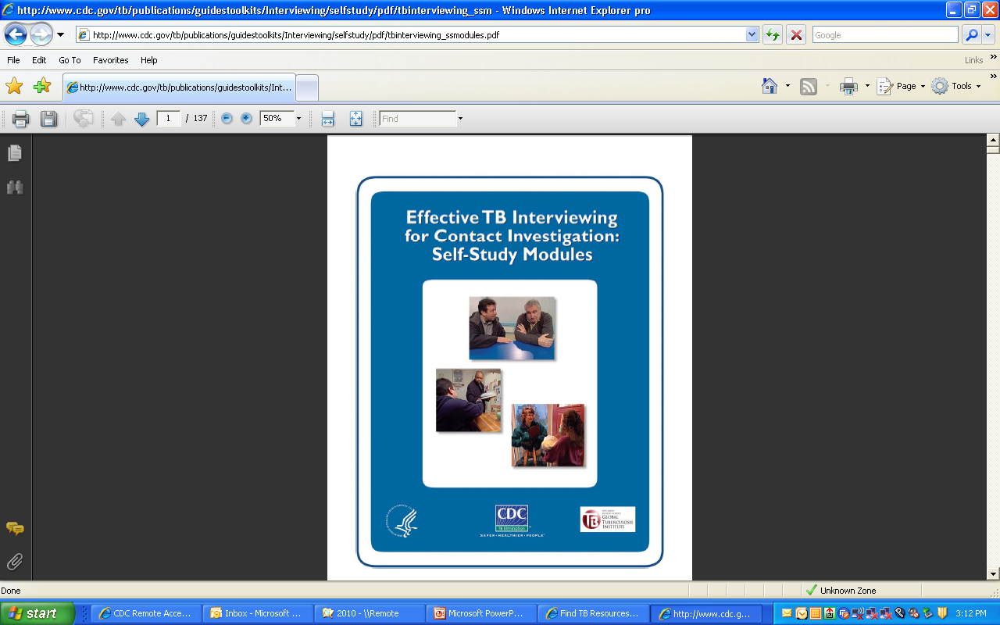 http://www.cdc.gov/tb/publications/guidestoolkits/Interviewing/selfstudy/pdf/tbinterviewing_ssm - Windows Internet Explorer pro
http://www.cdc.gov/tb/publications/guidestoolkits/Interviewing/selfstudy/pdf/tbinterviewing_ssmodules.pdf
Google
File Edit Go To Favorites Help
Links »
http://www.cdc.gov/tb/publications/guidestoolkits/Int...
Page
Tools
»
1 / 137
50%
Find
Effective TB Interviewing
for Contact Investigation:
Self-Study Modules
CDC
TB Elimination
SAFER·HEALTHIER·PEOPLE™
TB
GLOBAL
TUBERCULOSIS
INSTITUTE
Done
Unknown Zone
start
CDC Remote Acce...
Inbox - Microsoft ...
2010 - \\Remote
Microsoft PowerP...
Find TB Resources...
http://www.cdc.g...
3:12 PM